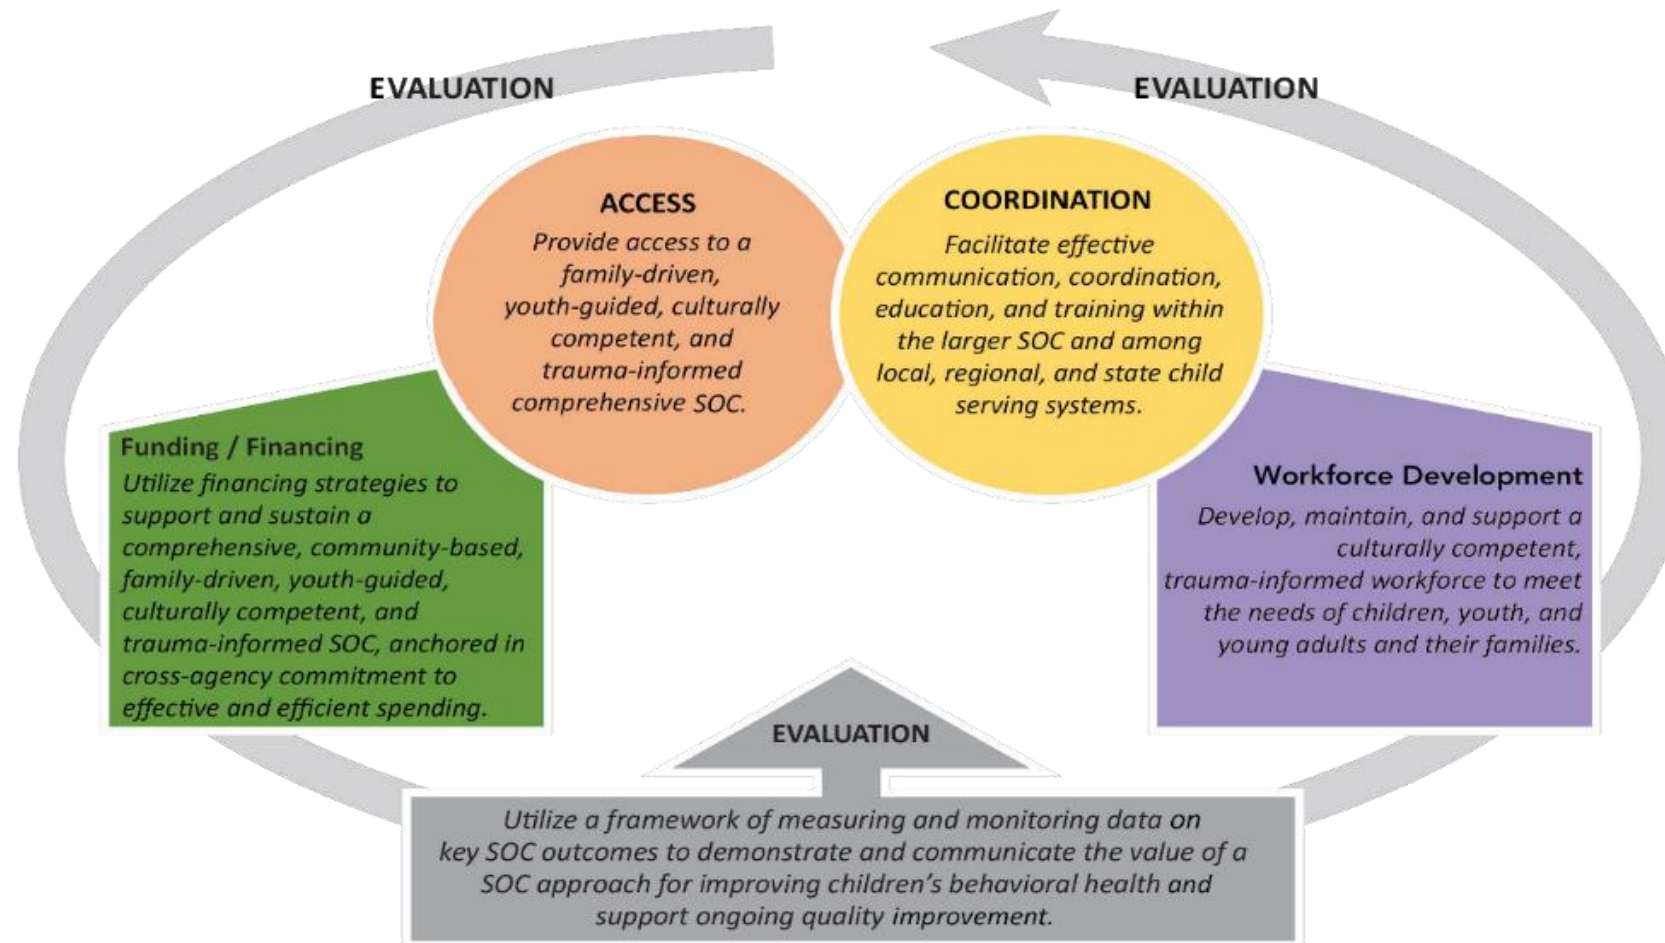 EVALUATION
EVALUATION
ACCESS
Provide access to a
family-driven,
youth-guided, culturally
competent, and
trauma-informed
comprehensive SOC.
COORDINATION
Facilitate effective
communication, coordination,
education, and training within
the larger SOC and among
local, regional, and state child
serving systems.
Funding / Financing
Utilize financing strategies to
support and sustain a
comprehensive, community-based,
family-driven, youth-guided,
culturally competent, and
trauma-informed SOC, anchored in
cross-agency commitment to
effective and efficient spending.
Workforce Development
Develop, maintain, and support a
culturally competent,
trauma-informed workforce to meet
the needs of children, youth, and
young adults and their families.
EVALUATION
Utilize a framework of measuring and monitoring data on
key SOC outcomes to demonstrate and communicate the value of a
SOC approach for improving children's behavioral health and
support ongoing quality improvement.